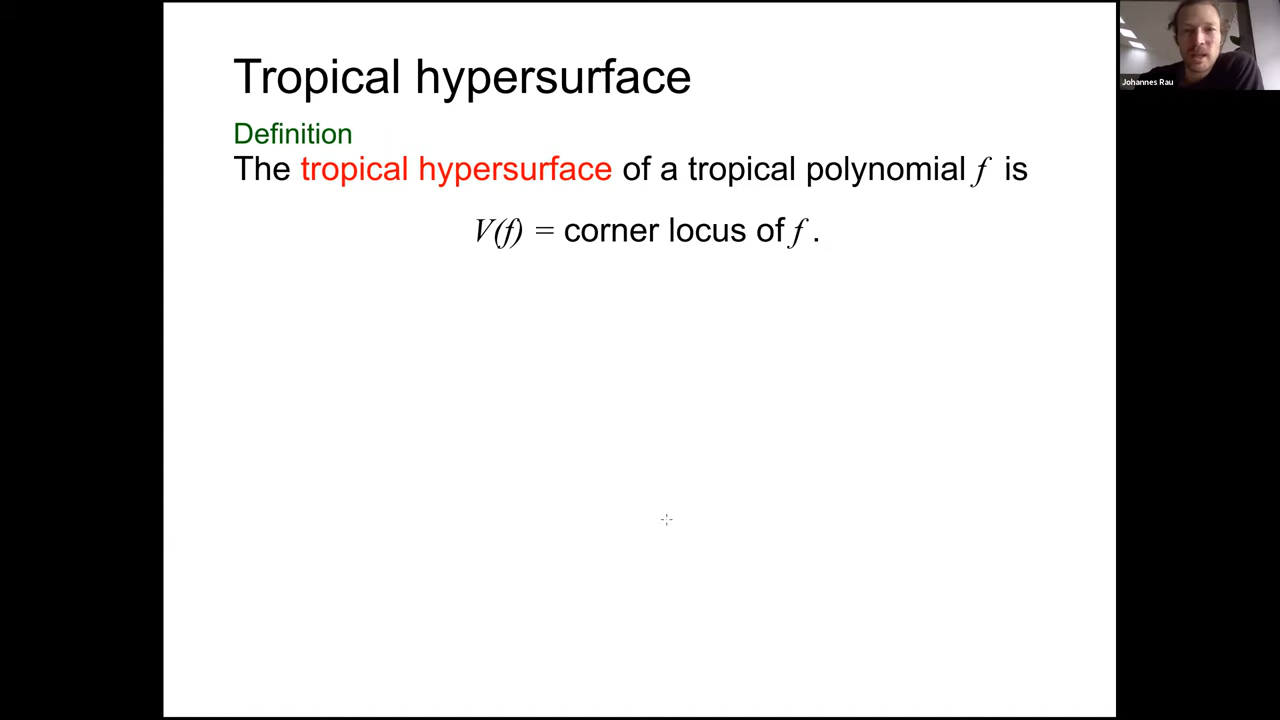 Tropical hypersurface
Definition
The tropical hypersurface of a tropical polynomial f is
V(f) = corner locus of f .
Johannes Rau